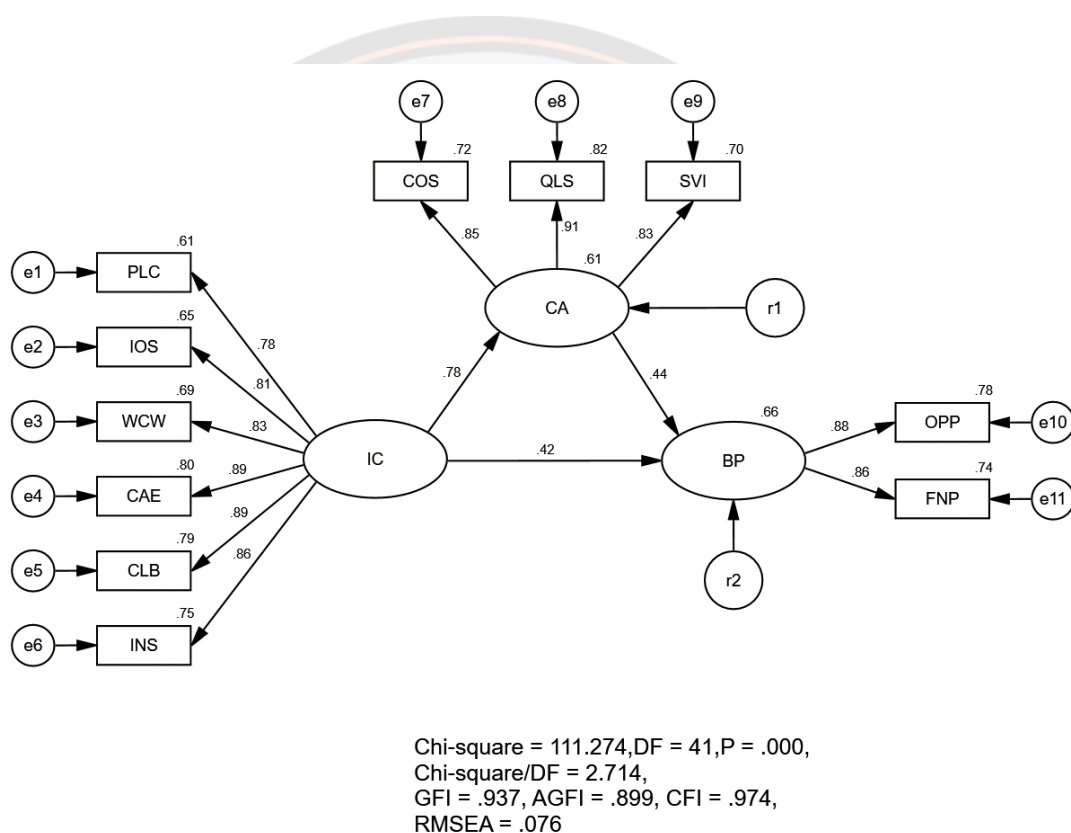 e7
e8
e9
.72
.82
.70
COS
QLS
SVI
.85
.91
.83
.61
.61
e1
PLC
CA
r1
.65
e2
IOS
.78
.81
.78
.44
.69
e3
WCW
.83
.66
.78
.88
OPP
e10
.80
IC
.42
BP
e4
CAE
.89
.86
.74
FNP
e11
.89
.79
e5
CLB
.86
r2
.75
e6
INS
Chi-square = 111.274,DF = 41,P = .000,
Chi-square/DF = 2.714,
GFI = .937, AGFI = .899, CFI = .974,
RMSEA = .076